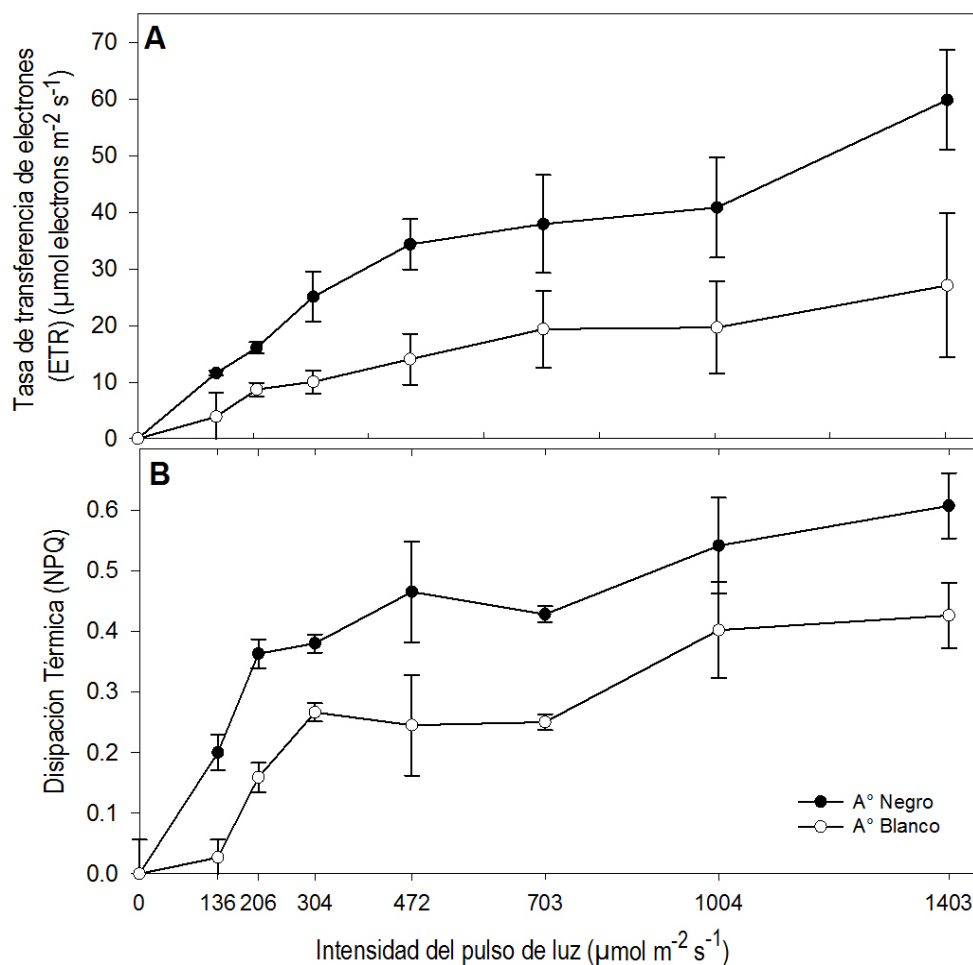 A
Tasa de transferencia de electrones
(ETR) (µmol electrons m⁻² s⁻¹)
70
60
50
40
30
20
10
0
B
Disipación Térmica (NPQ)
0.6
0.5
0.4
0.3
0.2
0.1
0.0
A° Negro
A° Blanco
0 136 206 304 472 703 1004 1403
Intensidad del pulso de luz (µmol m⁻² s⁻¹)